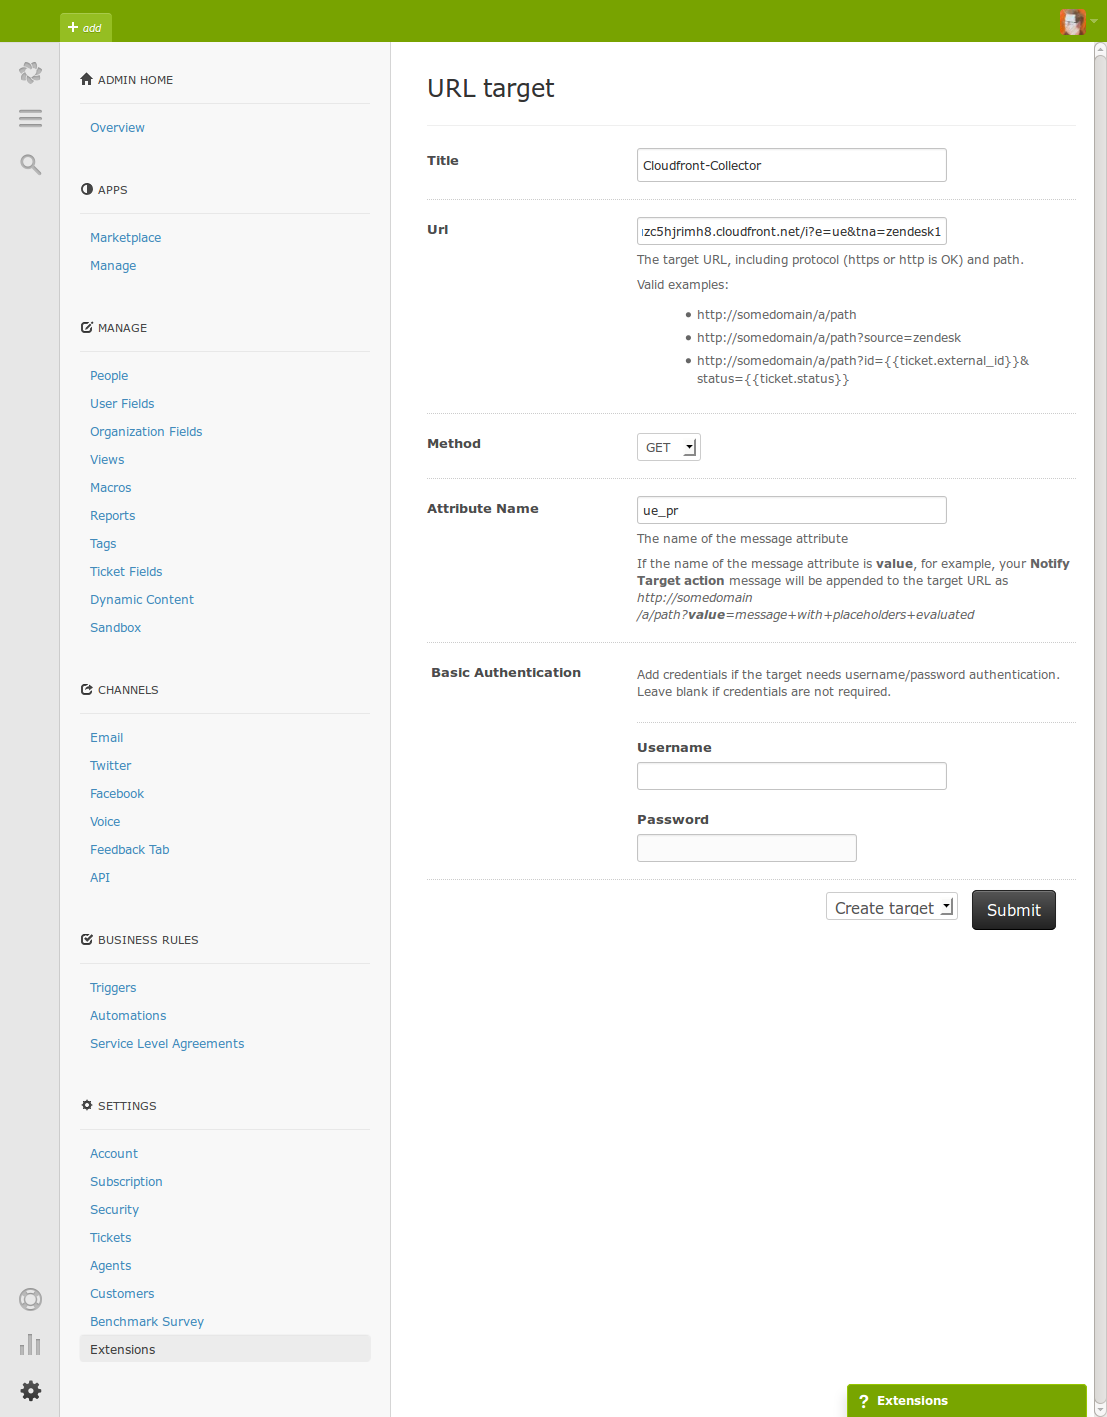 add
ADMIN HOME
Overview
APPS
Marketplace
Manage
MANAGE
People
User Fields
Organization Fields
Views
Macros
Reports
Tags
Ticket Fields
Dynamic Content
Sandbox
CHANNELS
Email
Twitter
Facebook
Voice
Feedback Tab
API
BUSINESS RULES
Triggers
Automations
Service Level Agreements
SETTINGS
Account
Subscription
Security
Tickets
Agents
Customers
Benchmark Survey
Extensions
URL target
Title
Cloudfront-Collector
Url
zc5hjrimh8.cloudfront.net/i?e=ue&tna=zendesk1
The target URL, including protocol (https or http is OK) and path.
Valid examples:
http://somedomain/a/path
http://somedomain/a/path?source=zendesk
http://somedomain/a/path?id={{ticket.external_id}}&
status={{ticket.status}}
Method
GET
Attribute Name
ue_pr
The name of the message attribute
If the name of the message attribute is value, for example, your Notify
Target action message will be appended to the target URL as
http://somedomain
/a/path?value=message+with+placeholders+evaluated
Basic Authentication
Add credentials if the target needs username/password authentication.
Leave blank if credentials are not required.
Username
Password
Create target
Submit
? Extensions